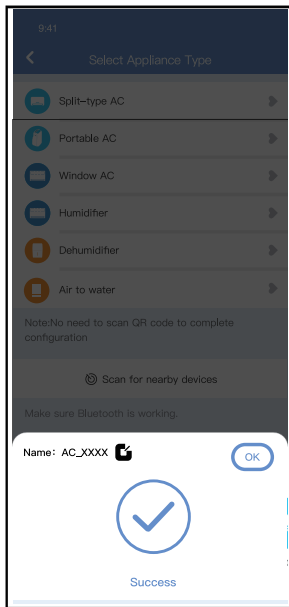 9:41
Select Appliance Type
Split-type AC
Portable AC
Window AC
Humidifier
Dehumidifier
Air to water
Note:No need to scan QR code to complete
configuration
Scan for nearby devices
Make sure Bluetooth is working.
Name: AC_XXXX
OK
Success